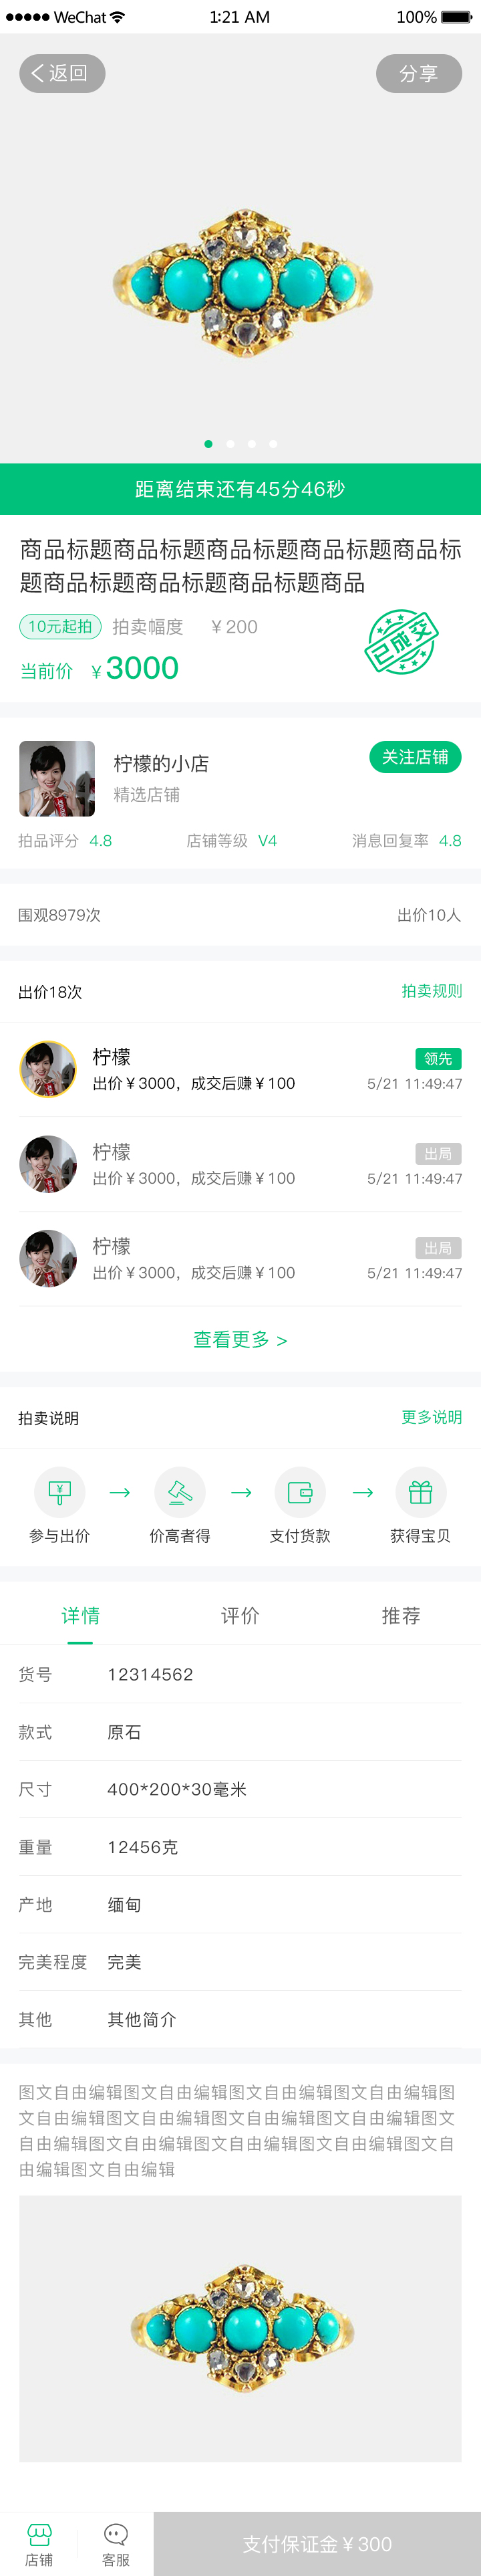 WeChat 1:21 AM 100%
返回 分享
距离结束还有45分46秒
商品标题商品标题商品标题商品标题商品标
题商品标题商品标题商品标题商品
10元起拍 拍卖幅度 ￥200
已成交
当前价 ￥3000
柠檬的小店 关注店铺
精选店铺
拍品评分 4.8 店铺等级 V4 消息回复率 4.8
围观8979次 出价10人
出价18次 拍卖规则
柠檬 领先
出价￥3000，成交后赚￥100 5/21 11:49:47
柠檬 出局
出价￥3000，成交后赚￥100 5/21 11:49:47
柠檬 出局
出价￥3000，成交后赚￥100 5/21 11:49:47
查看更多 >
拍卖说明 更多说明
参与出价 价高者得 支付货款 获得宝贝
详情 评价 推荐
货号 12314562
款式 原石
尺寸 400*200*30毫米
重量 12456克
产地 缅甸
完美程度 完美
其他 其他简介
图文自由编辑图文自由编辑图文自由编辑图文自由编辑图
文自由编辑图文自由编辑图文自由编辑图文自由编辑图文
自由编辑图文自由编辑图文自由编辑图文自由编辑图文自
由编辑图文自由编辑
店铺 客服 支付保证金￥300